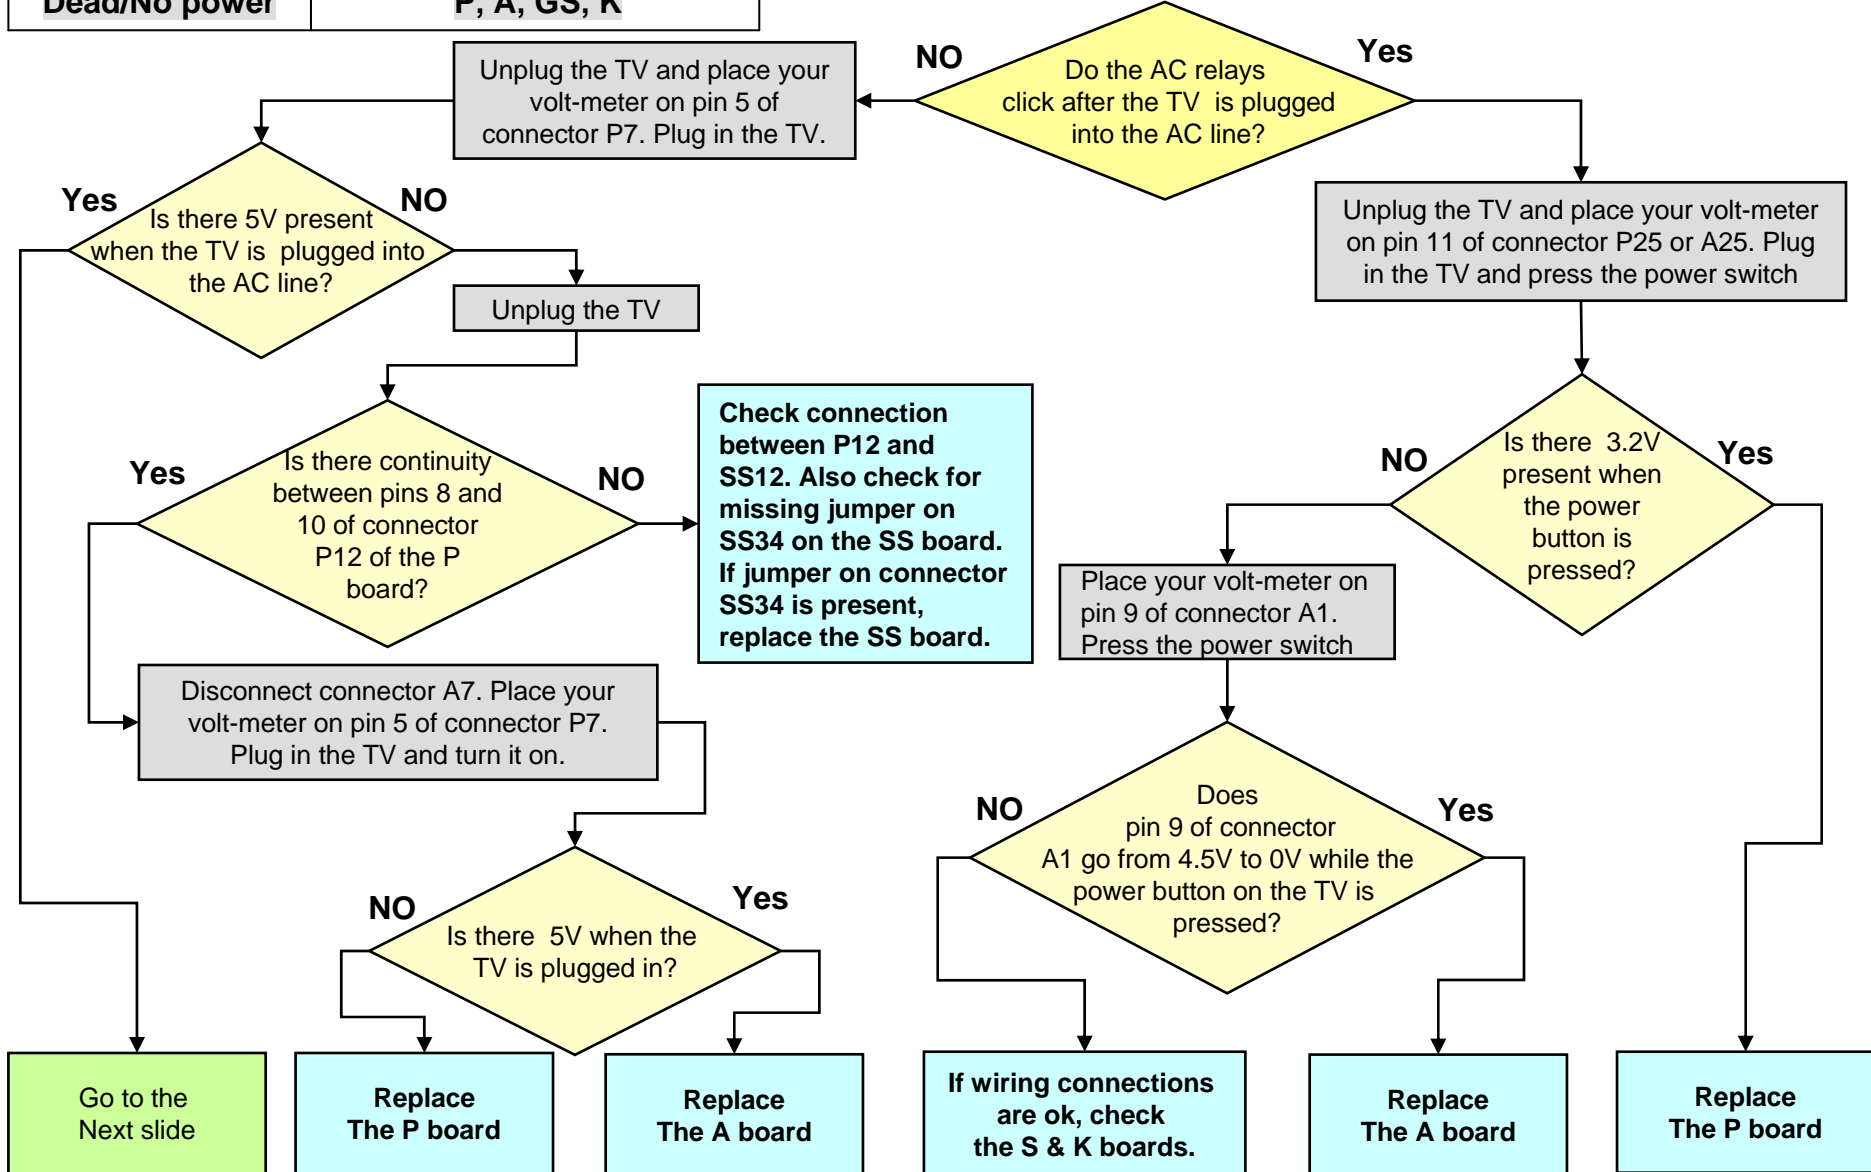 Dead/No power
P, A, GS, K
Do the AC relays
click after the TV is plugged
into the AC line?
NO
Yes
Unplug the TV and place your
volt-meter on pin 5 of
connector P7. Plug in the TV.
Is there 5V present
when the TV is plugged into
the AC line?
Yes
NO
Unplug the TV
Is there continuity
between pins 8 and
10 of connector
P12 of the P
board?
Yes
NO
Check connection
between P12 and
SS12. Also check for
missing jumper on
SS34 on the SS board.
If jumper on connector
SS34 is present,
replace the SS board.
Disconnect connector A7. Place your
volt-meter on pin 5 of connector P7.
Plug in the TV and turn it on.
Is there 5V when the
TV is plugged in?
NO
Yes
Go to the
Next slide
Replace
The P board
Replace
The A board
Unplug the TV and place your volt-meter
on pin 11 of connector P25 or A25. Plug
in the TV and press the power switch
Is there 3.2V
present when
the power
button is
pressed?
NO
Yes
Place your volt-meter on
pin 9 of connector A1.
Press the power switch
Does
pin 9 of connector
A1 go from 4.5V to 0V while the
power button on the TV is
pressed?
NO
Yes
If wiring connections
are ok, check
the S & K boards.
Replace
The A board
Replace
The P board